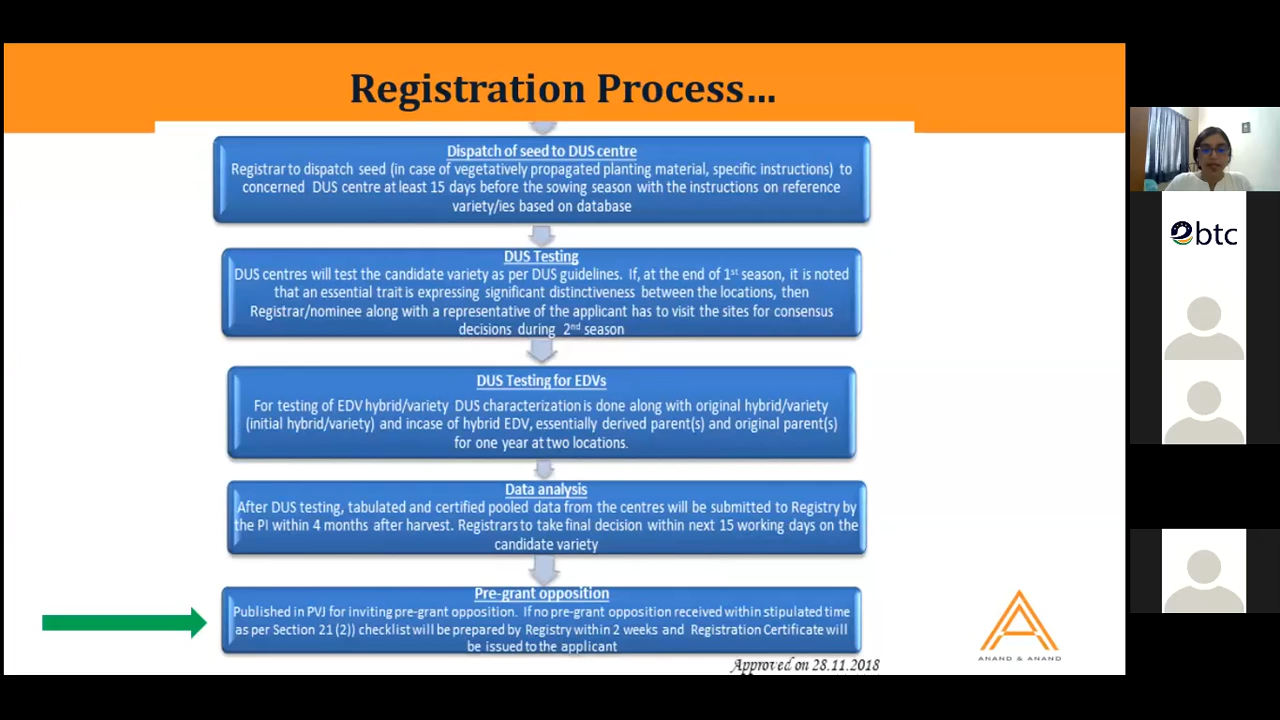 Registration Process...
Dispatch of seed to DUS centre
Registrar to dispatch seed (in case of vegetatively propagated planting material, specific instructions) to
concerned DUS centre at least 15 days before the sowing season with the instructions on reference
variety/ies based on database
DUS Testing
DUS centres will test the candidate variety as per DUS guidelines. If, at the end of 1st season, it is noted
that an essential trait is expressing significant distinctiveness between the locations, then
Registrar/nominee along with a representative of the applicant has to visit the sites for consensus
decisions during 2nd season
DUS Testing for EDVs
For testing of EDV hybrid/variety DUS characterization is done along with original hybrid/variety
(initial hybrid/variety) and incase of hybrid EDV, essentially derived parent(s) and original parent(s)
for one year at two locations.
Data analysis
After DUS testing, tabulated and certified pooled data from the centres will be submitted to Registry by
the PI within 4 months after harvest. Registrars to take final decision within next 15 working days on the
candidate variety
Pre-grant opposition
Published in PVJ for inviting pre-grant opposition. If no pre-grant opposition received within stipulated time
as per Section 21 (2)) checklist will be prepared by Registry within 2 weeks and Registration Certificate will
be issued to the applicant
Approved on 28.11.2018
ANAND & ANAND
btc